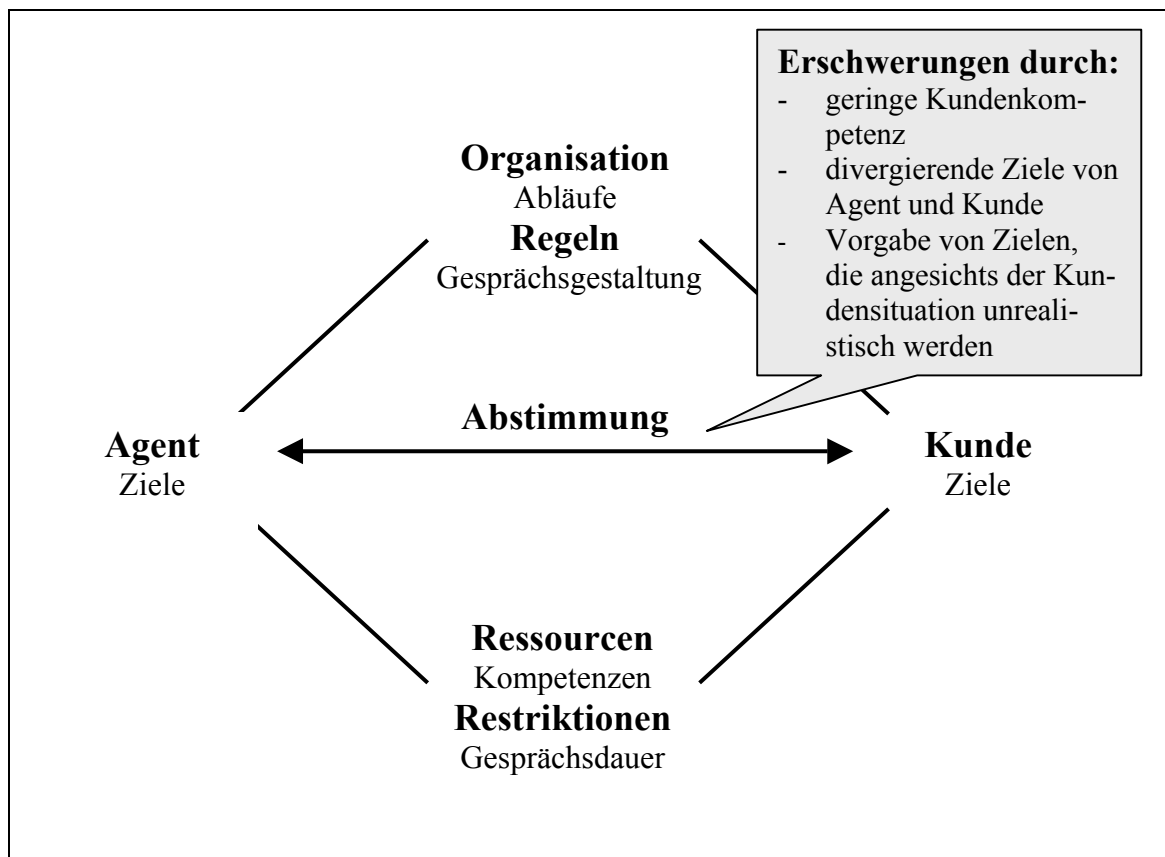 Erschwerungen durch:
- geringe Kundenkom-
petenz
- divergierende Ziele von
Agent und Kunde
- Vorgabe von Zielen,
die angesichts der Kun-
densituation unreali-
stisch werden
Organisation
Abläufe
Regeln
Gesprächsgestaltung
Abstimmung
Agent
Ziele
Kunde
Ziele
Ressourcen
Kompetenzen
Restriktionen
Gesprächsdauer